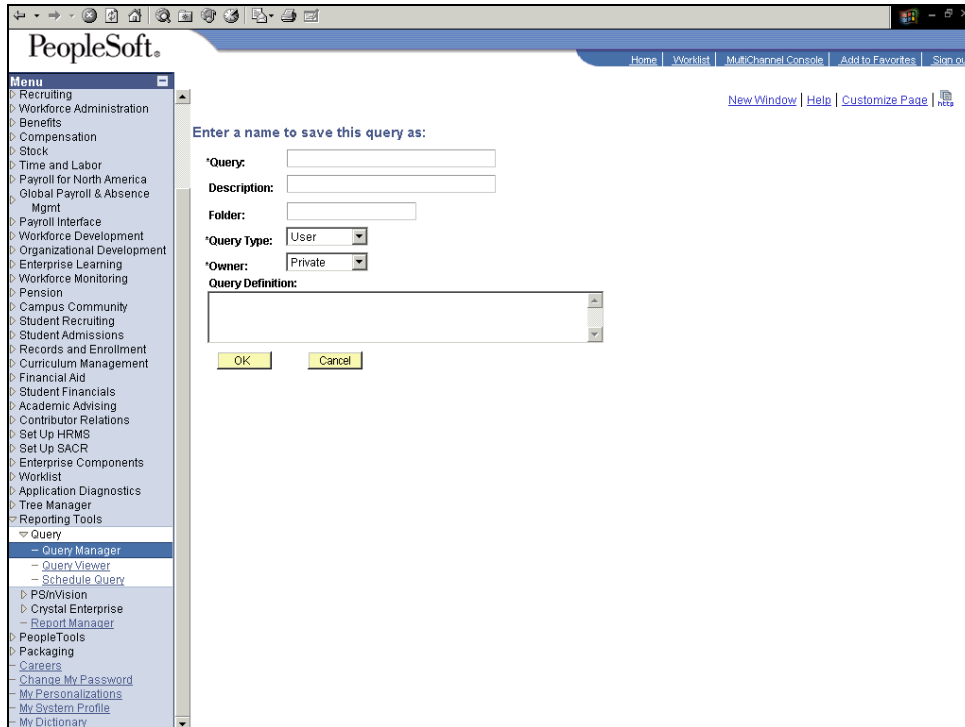 PeopleSoft.
Home | Worklist | MultiChannel Console | Add to Favorites | Sign ou
Menu
Recruiting
Workforce Administration
Benefits
Compensation
Stock
Time and Labor
Payroll for North America
Global Payroll & Absence
Mgmt
Payroll Interface
Workforce Development
Organizational Development
Enterprise Learning
Workforce Monitoring
Pension
Campus Community
Student Recruiting
Student Admissions
Records and Enrollment
Curriculum Management
Financial Aid
Student Financials
Academic Advising
Contributor Relations
Set Up HRMS
Set Up SACR
Enterprise Components
Worklist
Application Diagnostics
Tree Manager
Reporting Tools
Query
Query Manager
Query Viewer
Schedule Query
PS/nVision
Crystal Enterprise
Report Manager
PeopleTools
Packaging
Careers
Change My Password
My Personalizations
My System Profile
My Dictionary
New Window | Help | Customize Page | http
Enter a name to save this query as:
*Query:
Description:
Folder:
*Query Type: User
*Owner: Private
Query Definition:
OK Cancel